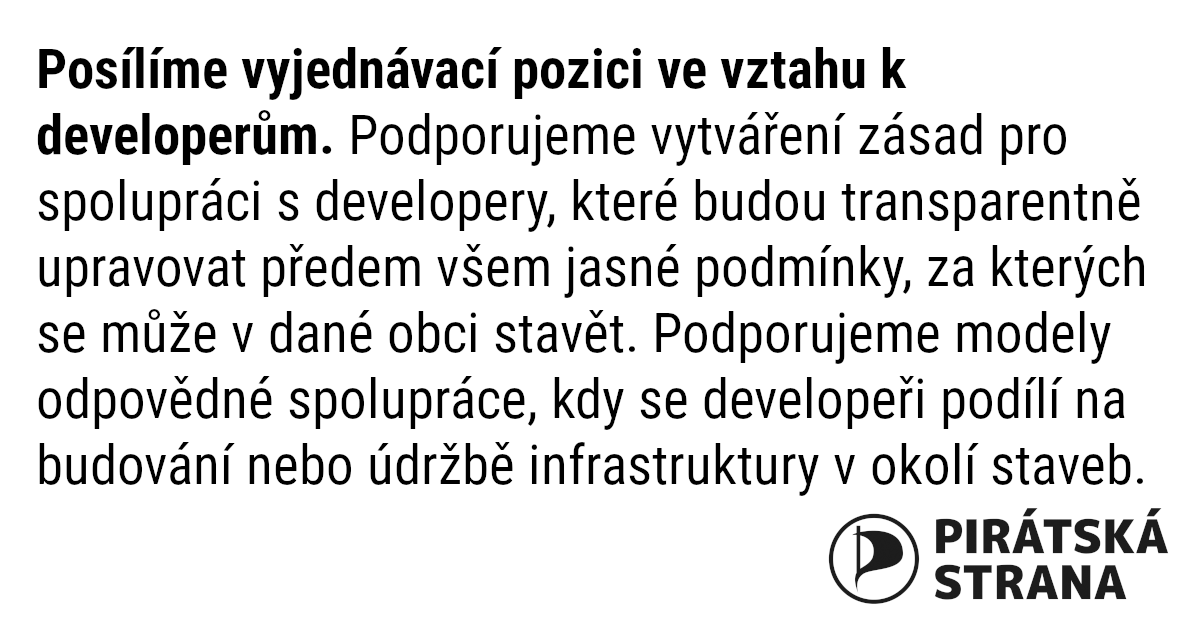 Posílíme vyjednávací pozici ve vztahu k
developerům. Podporujeme vytváření zásad pro
spolupráci s developery, které budou transparentně
upravovat předem všem jasné podmínky, za kterých
se může v dané obci stavět. Podporujeme modely
odpovědné spolupráce, kdy se developeři podílí na
budování nebo údržbě infrastruktury v okolí staveb.
PIRÁTSKÁ
STRANA